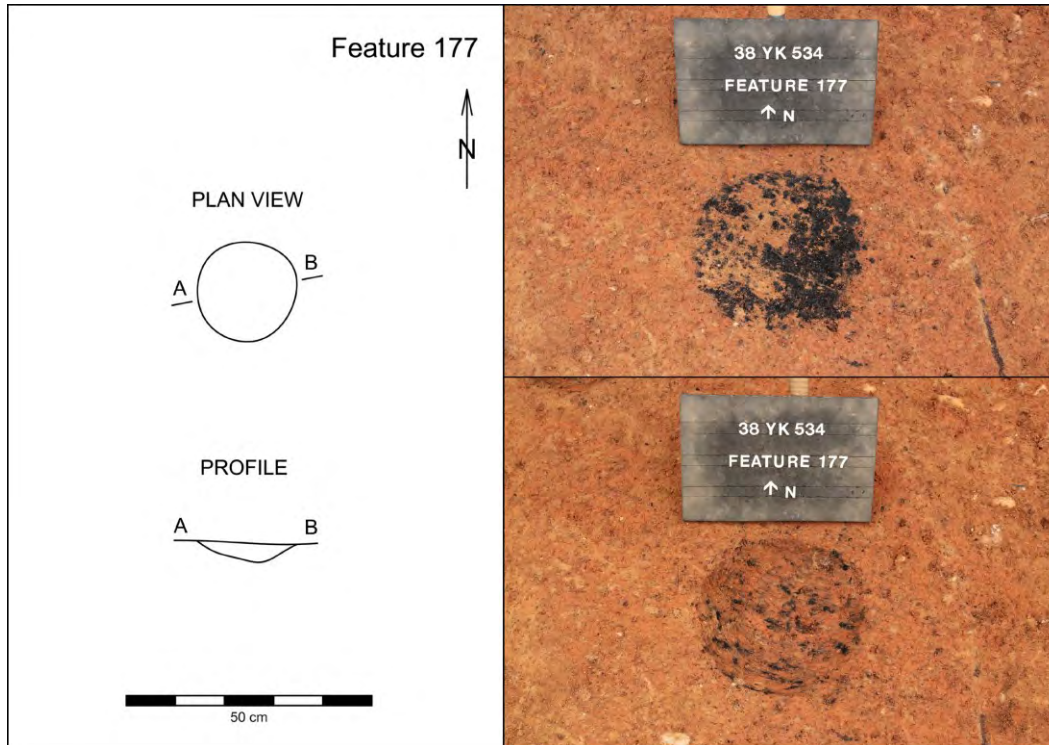 Feature 177
N
PLAN VIEW
A
B
PROFILE
A
B
50 cm
38 YK 534
FEATURE 177
↑ N
38 YK 534
FEATURE 177
↑ N